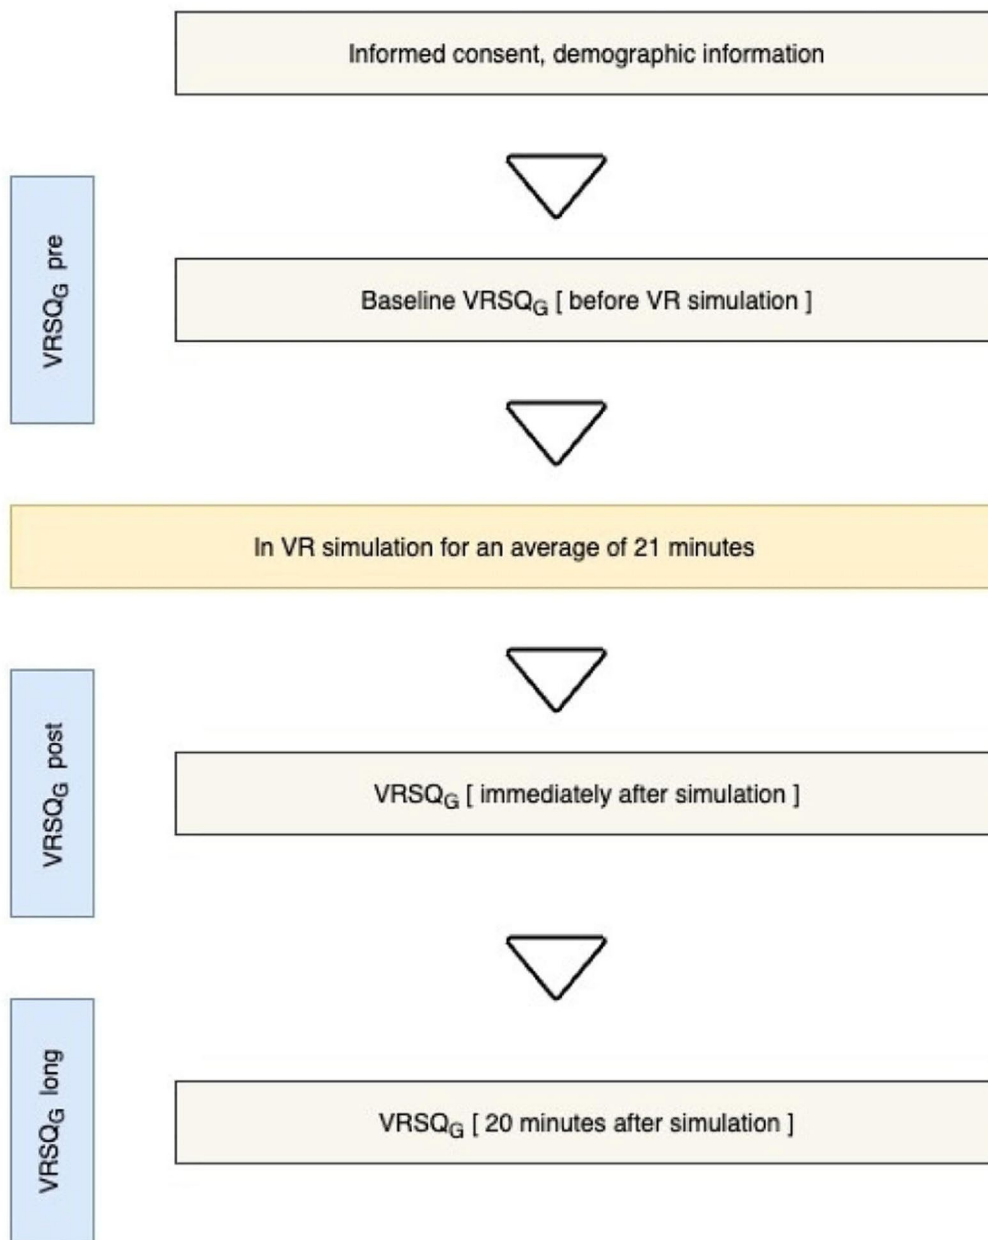 Informed consent, demographic information
VRSQG pre
Baseline VRSQG [ before VR simulation ]
In VR simulation for an average of 21 minutes
VRSQG post
VRSQG [ immediately after simulation ]
VRSQG long
VRSQG [ 20 minutes after simulation ]